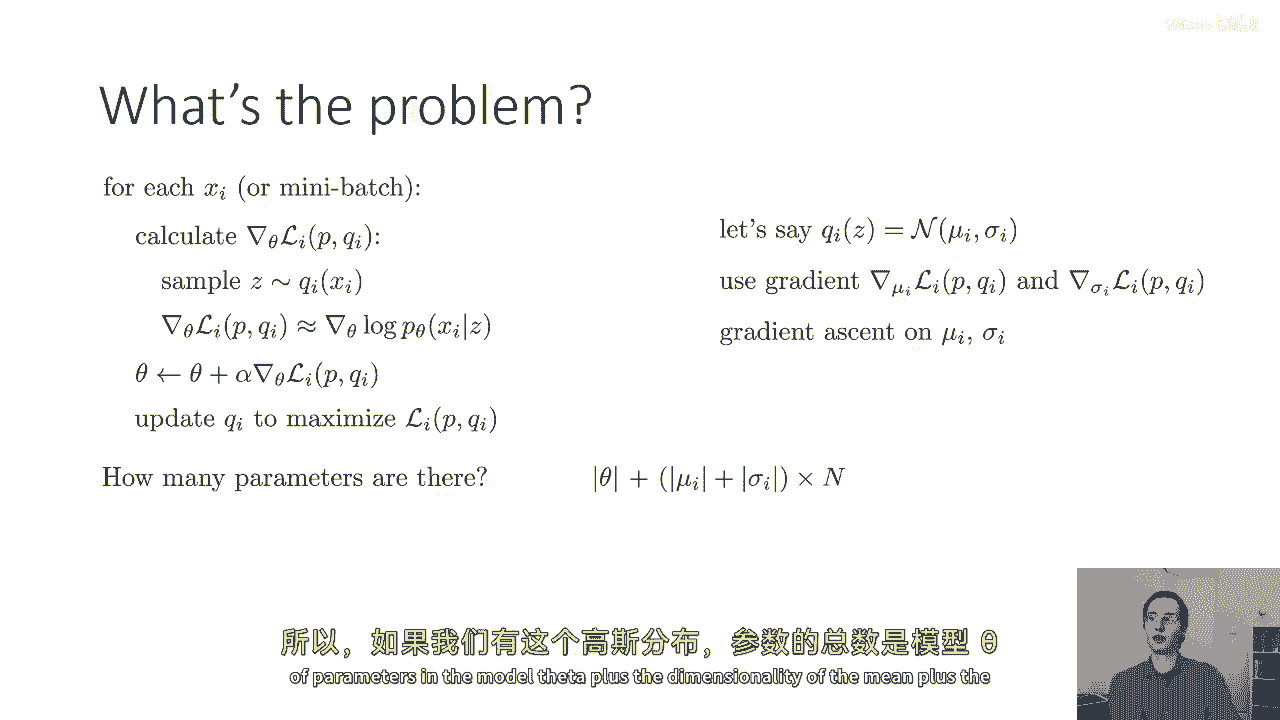 What's the problem?
for each $x_i$ (or mini-batch):
calculate $\nabla_\theta \mathcal{L}_i(p, q_i)$:
sample $z \sim q_i(x_i)$
$\nabla_\theta \mathcal{L}_i(p, q_i) \approx \nabla_\theta \log p_\theta(x_i|z)$
$\theta \leftarrow \theta + \alpha \nabla_\theta \mathcal{L}_i(p, q_i)$
update $q_i$ to maximize $\mathcal{L}_i(p, q_i)$
let's say $q_i(z) = \mathcal{N}(\mu_i, \sigma_i)$
use gradient $\nabla_{\mu_i} \mathcal{L}_i(p, q_i)$ and $\nabla_{\sigma_i} \mathcal{L}_i(p, q_i)$
gradient ascent on $\mu_i$, $\sigma_i$
How many parameters are there? $|\theta| + (|\mu_i| + |\sigma_i|) \times N$
所以，如果我们有这个高斯分布，参数的总数是模型 θ
of parameters in the model theta plus the dimensionality of the mean plus the